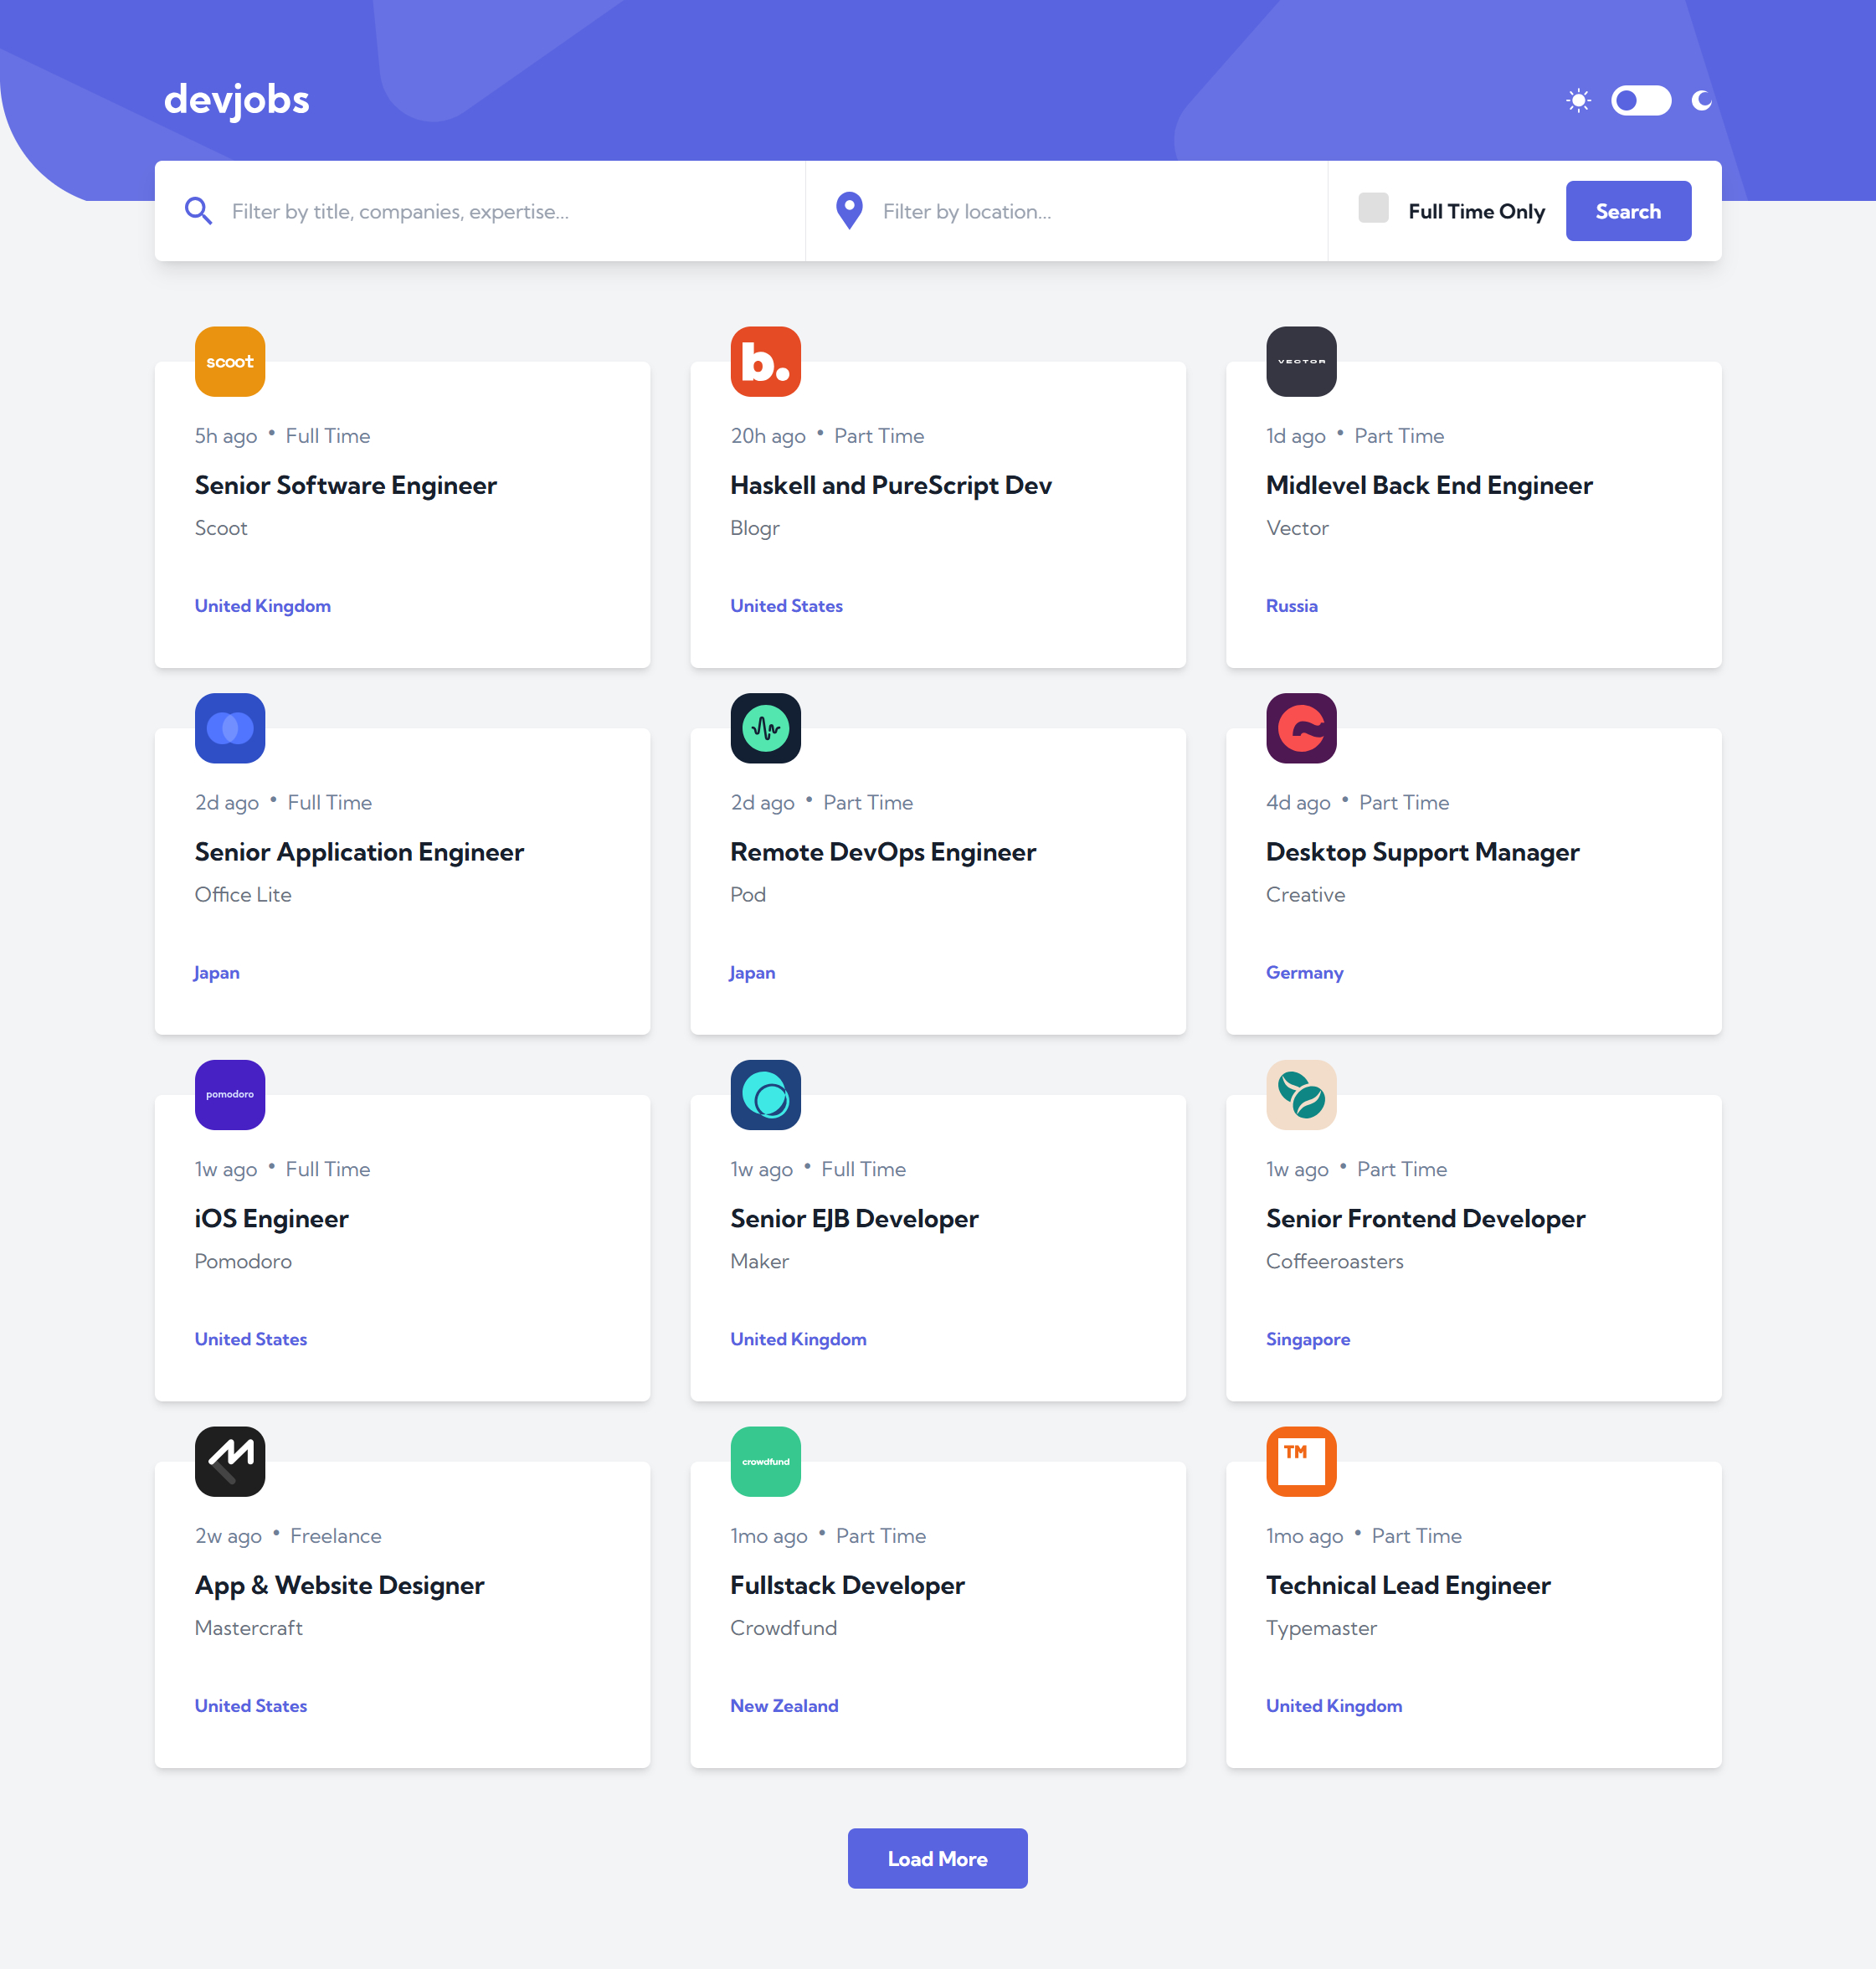 devjobs
Filter by title, companies, expertise...
Filter by location...
Full Time Only
Search
scoot
5h ago • Full Time
Senior Software Engineer
Scoot
United Kingdom
b.
20h ago • Part Time
Haskell and PureScript Dev
Blogr
United States
VECTOR
1d ago • Part Time
Midlevel Back End Engineer
Vector
Russia
2d ago • Full Time
Senior Application Engineer
Office Lite
Japan
2d ago • Part Time
Remote DevOps Engineer
Pod
Japan
4d ago • Part Time
Desktop Support Manager
Creative
Germany
pomodoro
1w ago • Full Time
iOS Engineer
Pomodoro
United States
1w ago • Full Time
Senior EJB Developer
Maker
United Kingdom
1w ago • Part Time
Senior Frontend Developer
Coffeeroasters
Singapore
2w ago • Freelance
App & Website Designer
Mastercraft
United States
crowdfund
1mo ago • Part Time
Fullstack Developer
Crowdfund
New Zealand
TM
1mo ago • Part Time
Technical Lead Engineer
Typemaster
United Kingdom
Load More